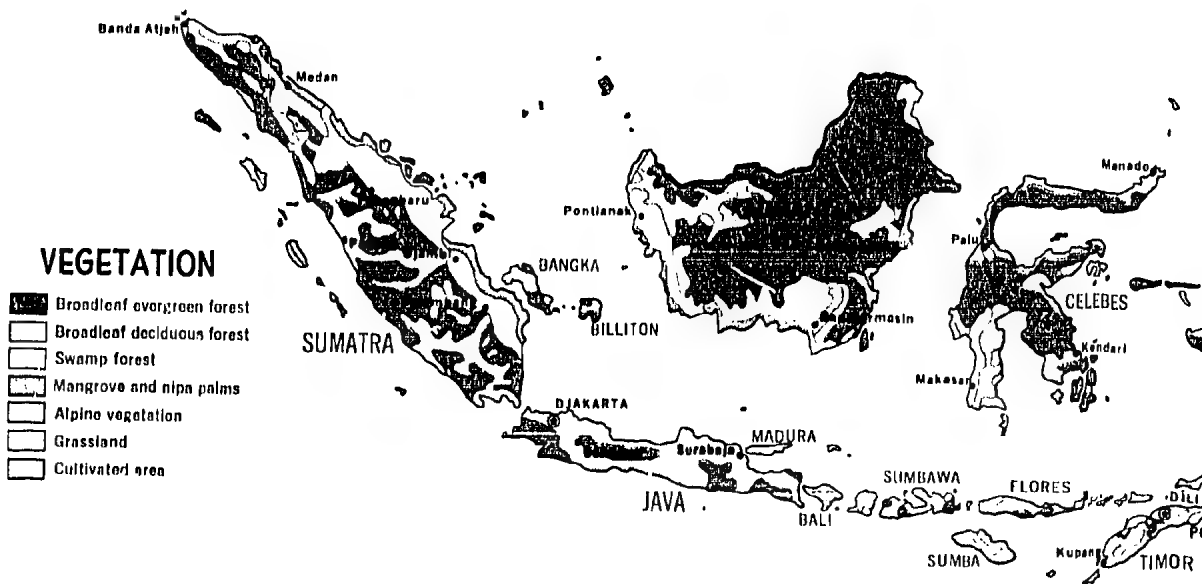 Banda Atjeh
Medan
Pontianak
Manado
Palu
BANGKA
CELEBES
BILLITON
SUMATRA
Kendari
Makasar
VEGETATION
Broadleaf evergreen forest
Broadleaf deciduous forest
Swamp forest
Mangrove and nipa palms
Alpine vegetation
Grassland
Cultivated area
DJAKARTA
MADURA
Surabaja
JAVA
BALI
SUMBAWA
FLORES
DILI
SUMBA
Kupang
TIMOR